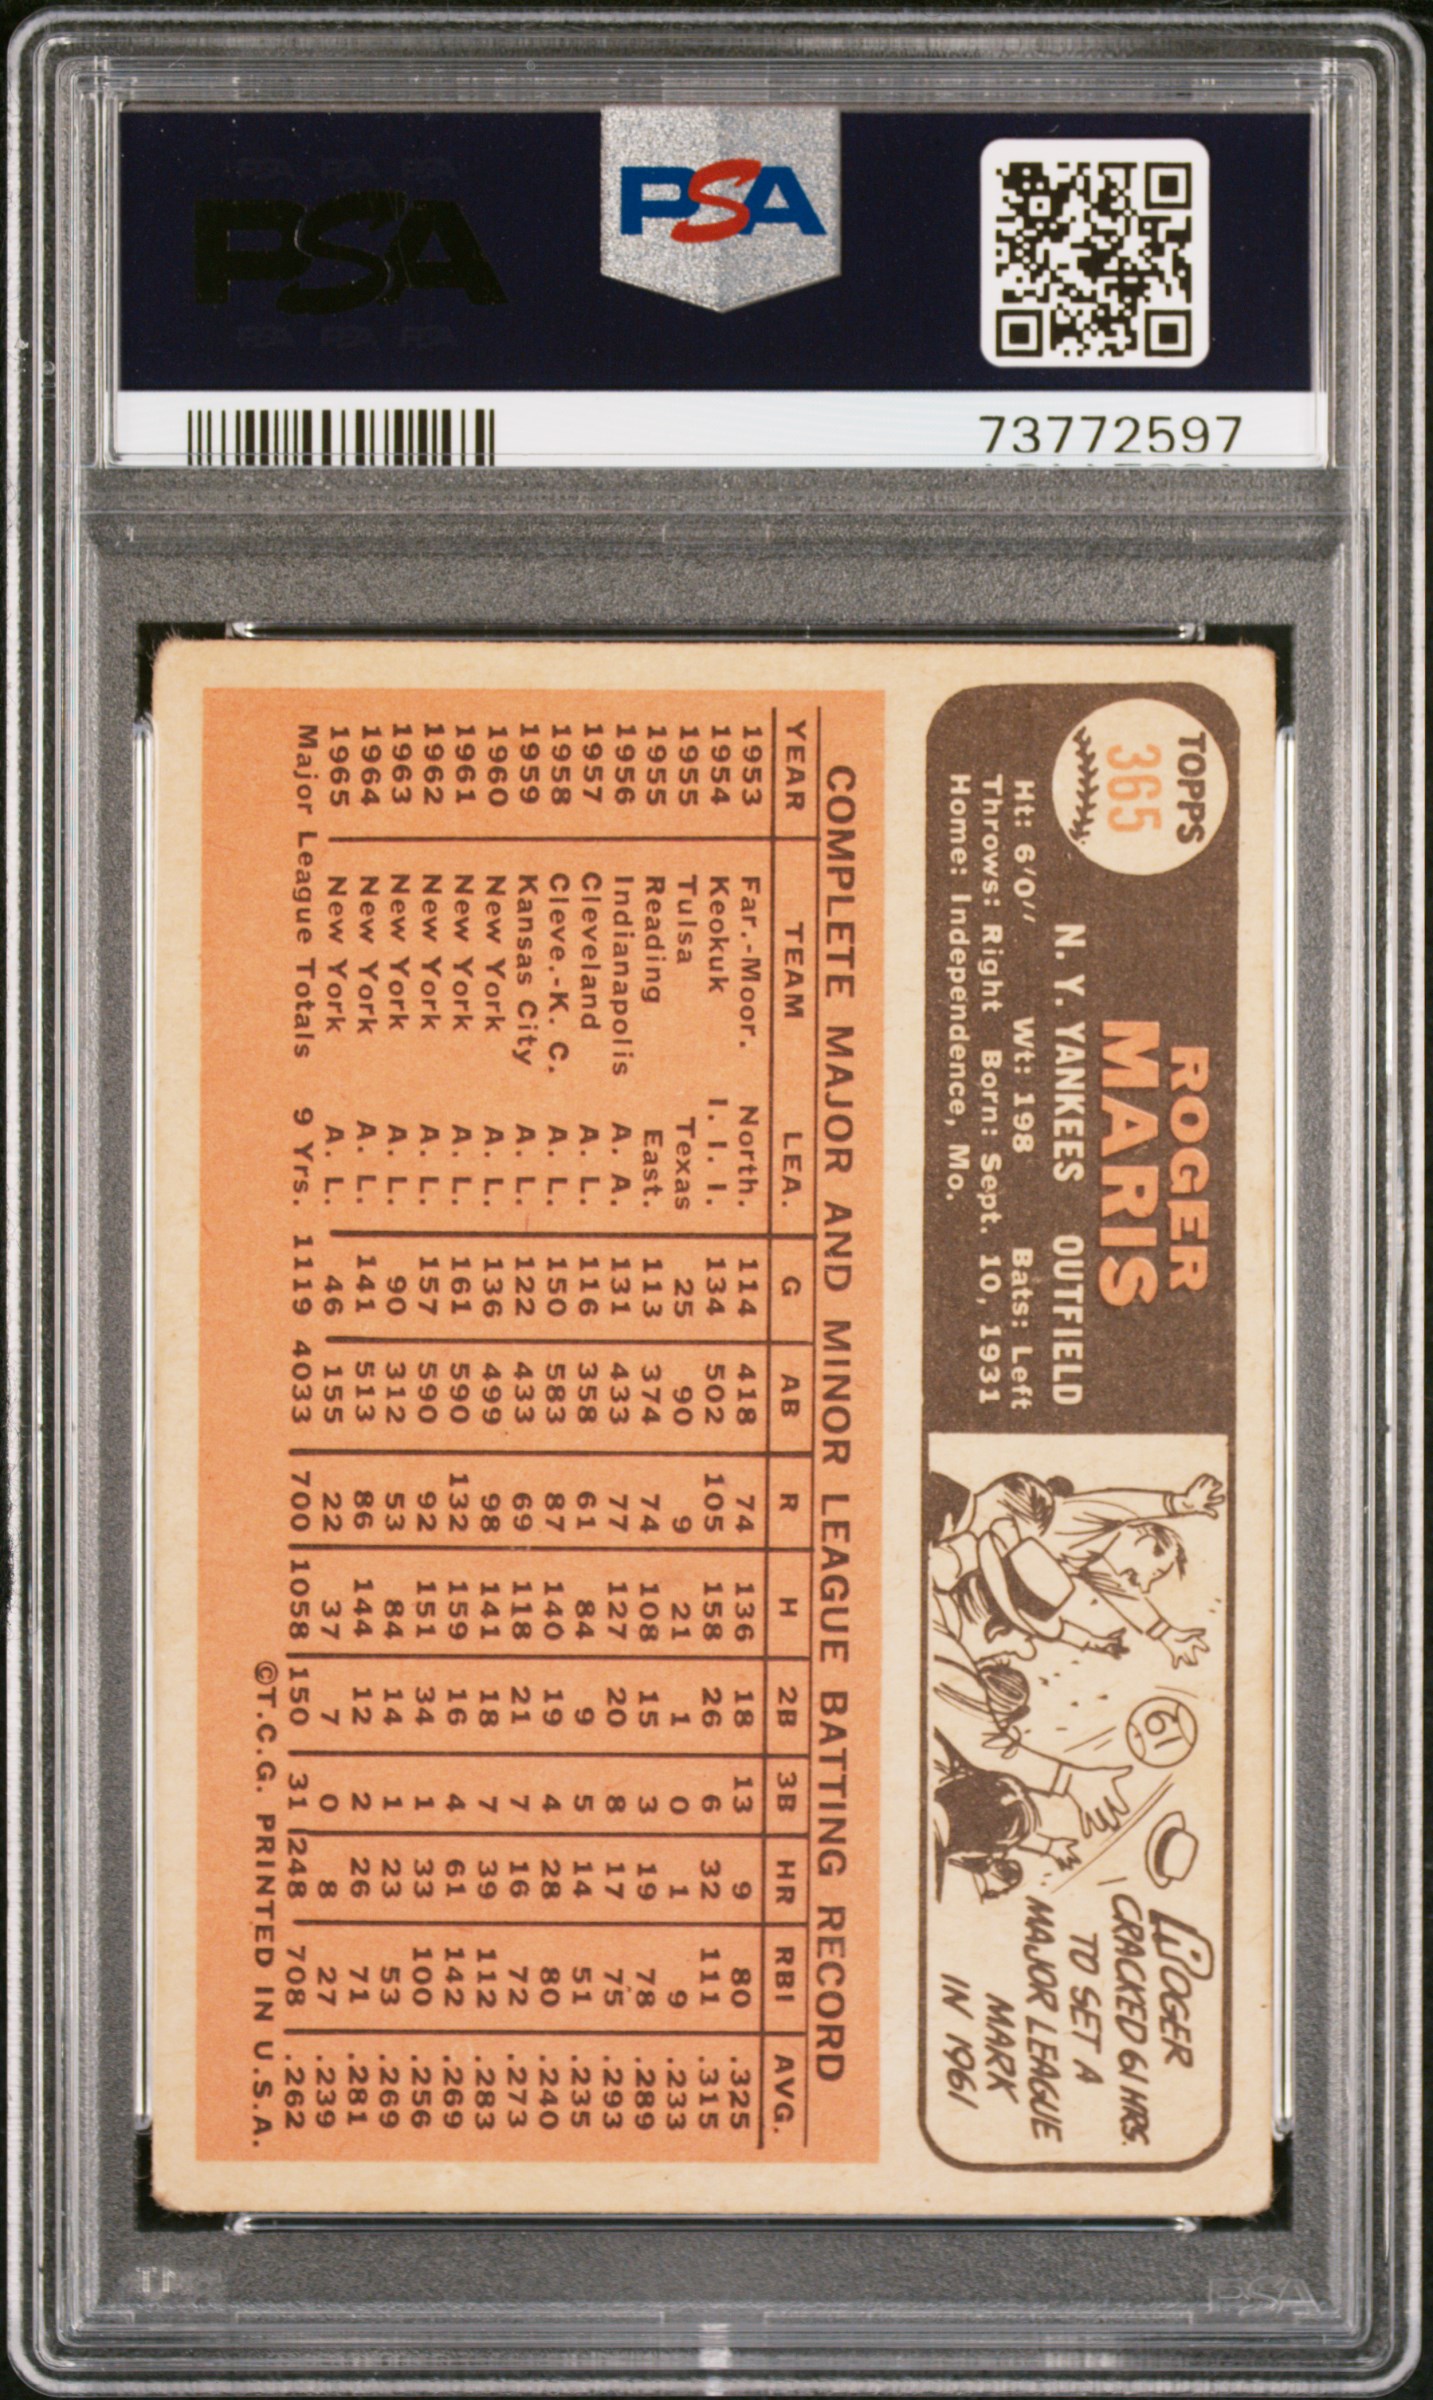 PSA
PSA
73772597
TOPPS
365
ROGER
MARIS
N. Y. YANKEES OUTFIELD
Ht: 6'0" Wt: 198 Bats: Left
Throws: Right Born: Sept. 10, 1931
Home: Independence, Mo.
61
ROGER
CRACKED 61 HRS.
TO SET A
MAJOR LEAGUE
MARK
IN 1961
COMPLETE MAJOR AND MINOR LEAGUE BATTING RECORD
YEAR TEAM LEA. G AB R H 2B 3B HR RBI AVG.
1953 Far.-Moor. North. 114 418 74 136 18 13 9 80 .325
1954 Keokuk I. I. I. 134 502 105 158 26 6 32 111 .315
1955 Tulsa Texas 25 90 9 21 1 0 1 9 .233
1955 Reading East. 113 374 74 108 15 3 19 78 .289
1956 Indianapolis A. A. 131 433 77 127 20 8 17 75 .293
1957 Cleveland A. L. 116 358 61 84 9 5 14 51 .235
1958 Cleve.-K. C. A. L. 150 583 87 140 19 4 28 80 .240
1959 Kansas City A. L. 122 433 69 118 21 7 16 72 .273
1960 New York A. L. 136 499 98 141 18 7 39 112 .283
1961 New York A. L. 161 590 132 159 16 4 61 142 .269
1962 New York A. L. 157 590 92 151 34 1 33 100 .256
1963 New York A. L. 90 312 53 84 14 1 23 53 .269
1964 New York A. L. 141 513 86 144 12 2 26 71 .281
1965 New York A. L. 46 155 22 37 7 0 8 27 .239
Major League Totals 9 Yrs. 1119 4033 700 1058 150 31 248 708 .262
©T.C.G. PRINTED IN U.S.A.
PSA